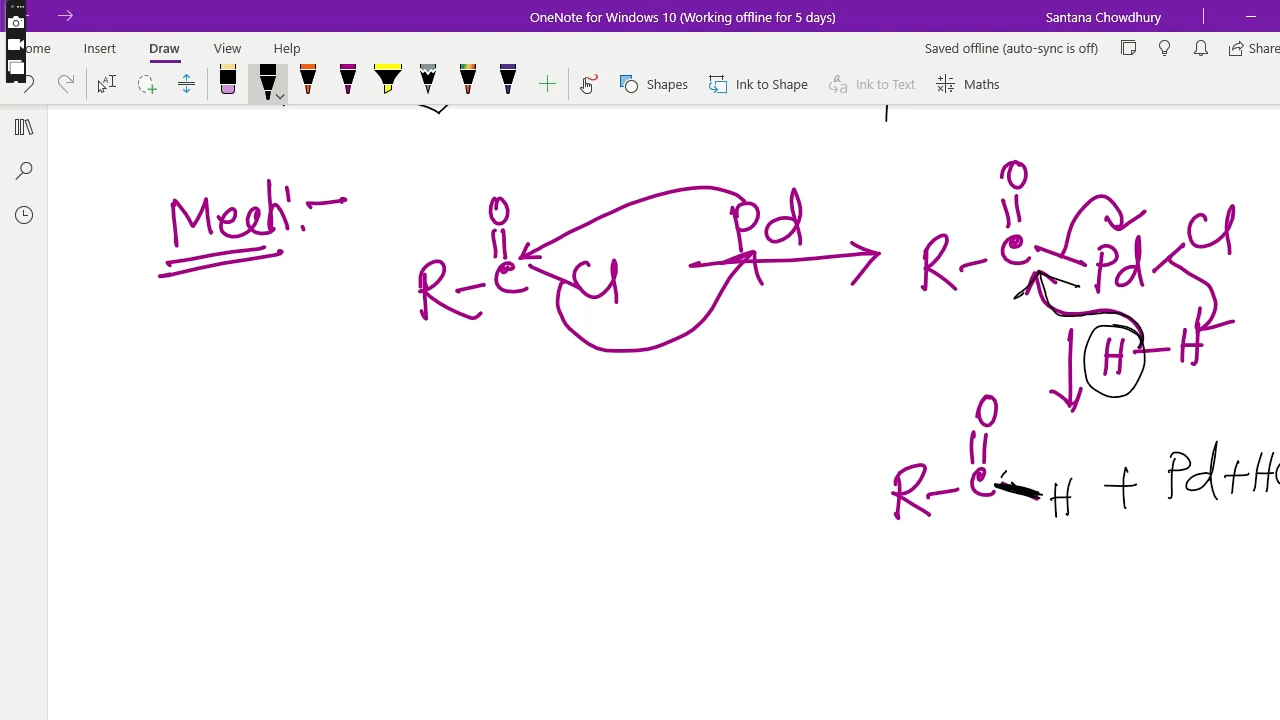 OneNote for Windows 10 (Working offline for 5 days)
Santana Chowdhury
ome Insert Draw View Help
Saved offline (auto-sync is off)
Share
Shapes Ink to Shape Ink to Text Maths
Mech:-
O
R-C-Cl
Pd
O
R-C-Pd-Cl
H-H
O
R-C-H + Pd+HC